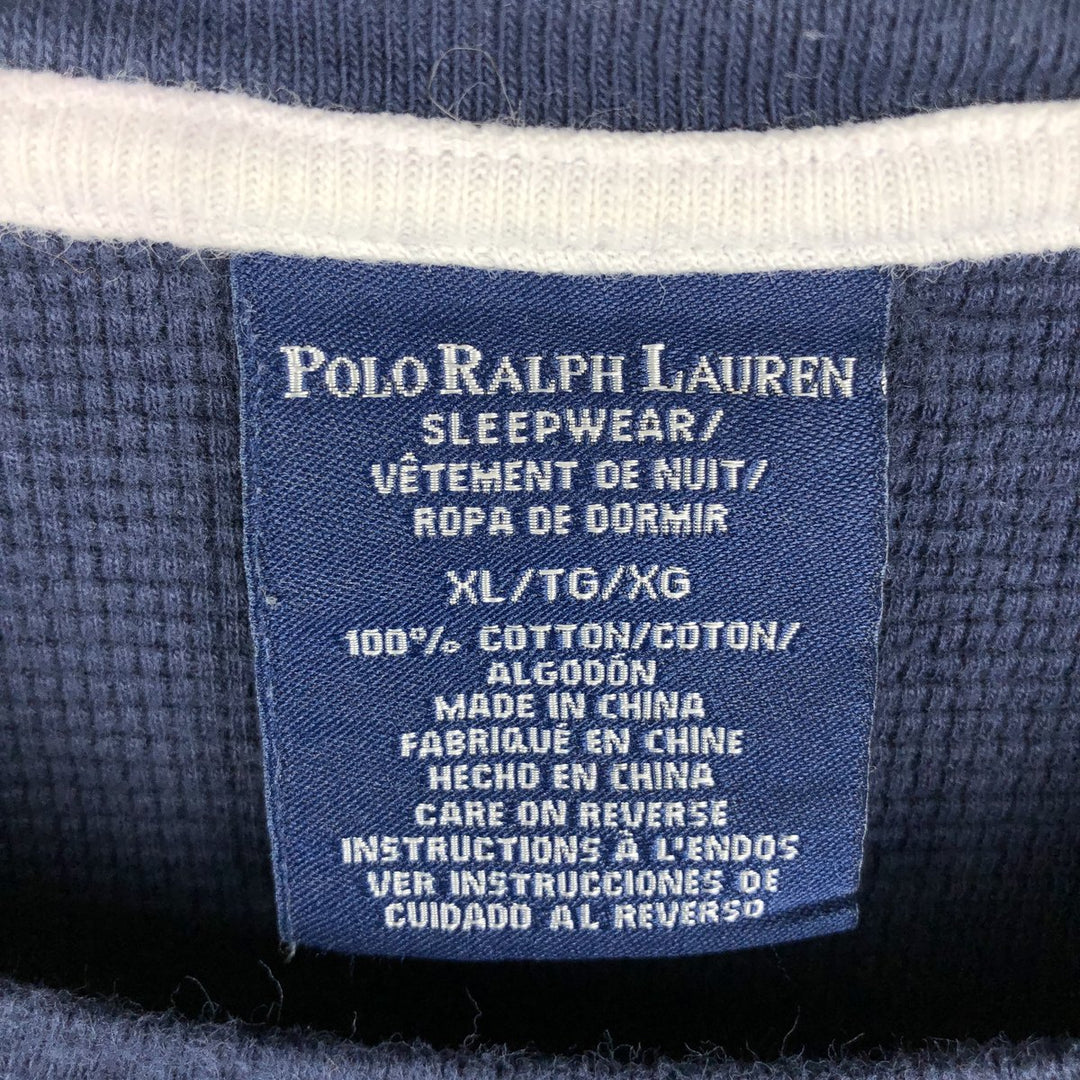 POLO RALPH LAUREN
SLEEPWEAR/
VÊTEMENT DE NUIT/
ROPA DE DORMIR
XL/TG/XG
100% COTTON/COTON/
ALGODÓN
MADE IN CHINA
FABRIQUÉ EN CHINE
HECHO EN CHINA
CARE ON REVERSE
INSTRUCTIONS À L'ENDOS
VER INSTRUCCIONES DE
CUIDADO AL REVERSO